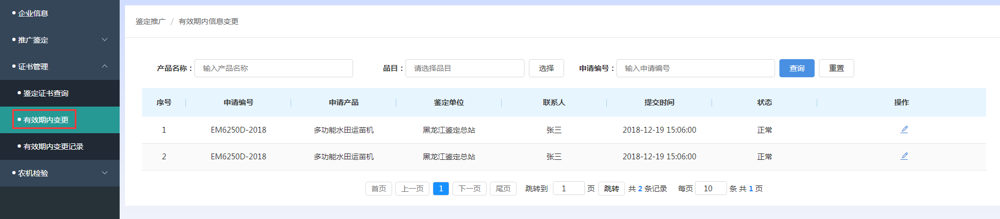 企业信息
推广鉴定
证书管理
鉴定证书查询
有效期内变更
有效期内变更记录
农机检验
鉴定推广 / 有效期内信息变更
产品名称： 输入产品名称 品目： 请选择品目 选择 申请编号： 输入申请编号 查询 重置
序号 申请编号 申请产品 鉴定单位 联系人 提交时间 状态 操作
1 EM6250D-2018 多功能水田运苗机 黑龙江鉴定总站 张三 2018-12-19 15:06:00 正常
2 EM6250D-2018 多功能水田运苗机 黑龙江鉴定总站 张三 2018-12-19 15:06:00 正常
首页 上一页 1 下一页 尾页 跳转到 1 页 跳转 共 2 条记录 每页 10 条 共 1 页